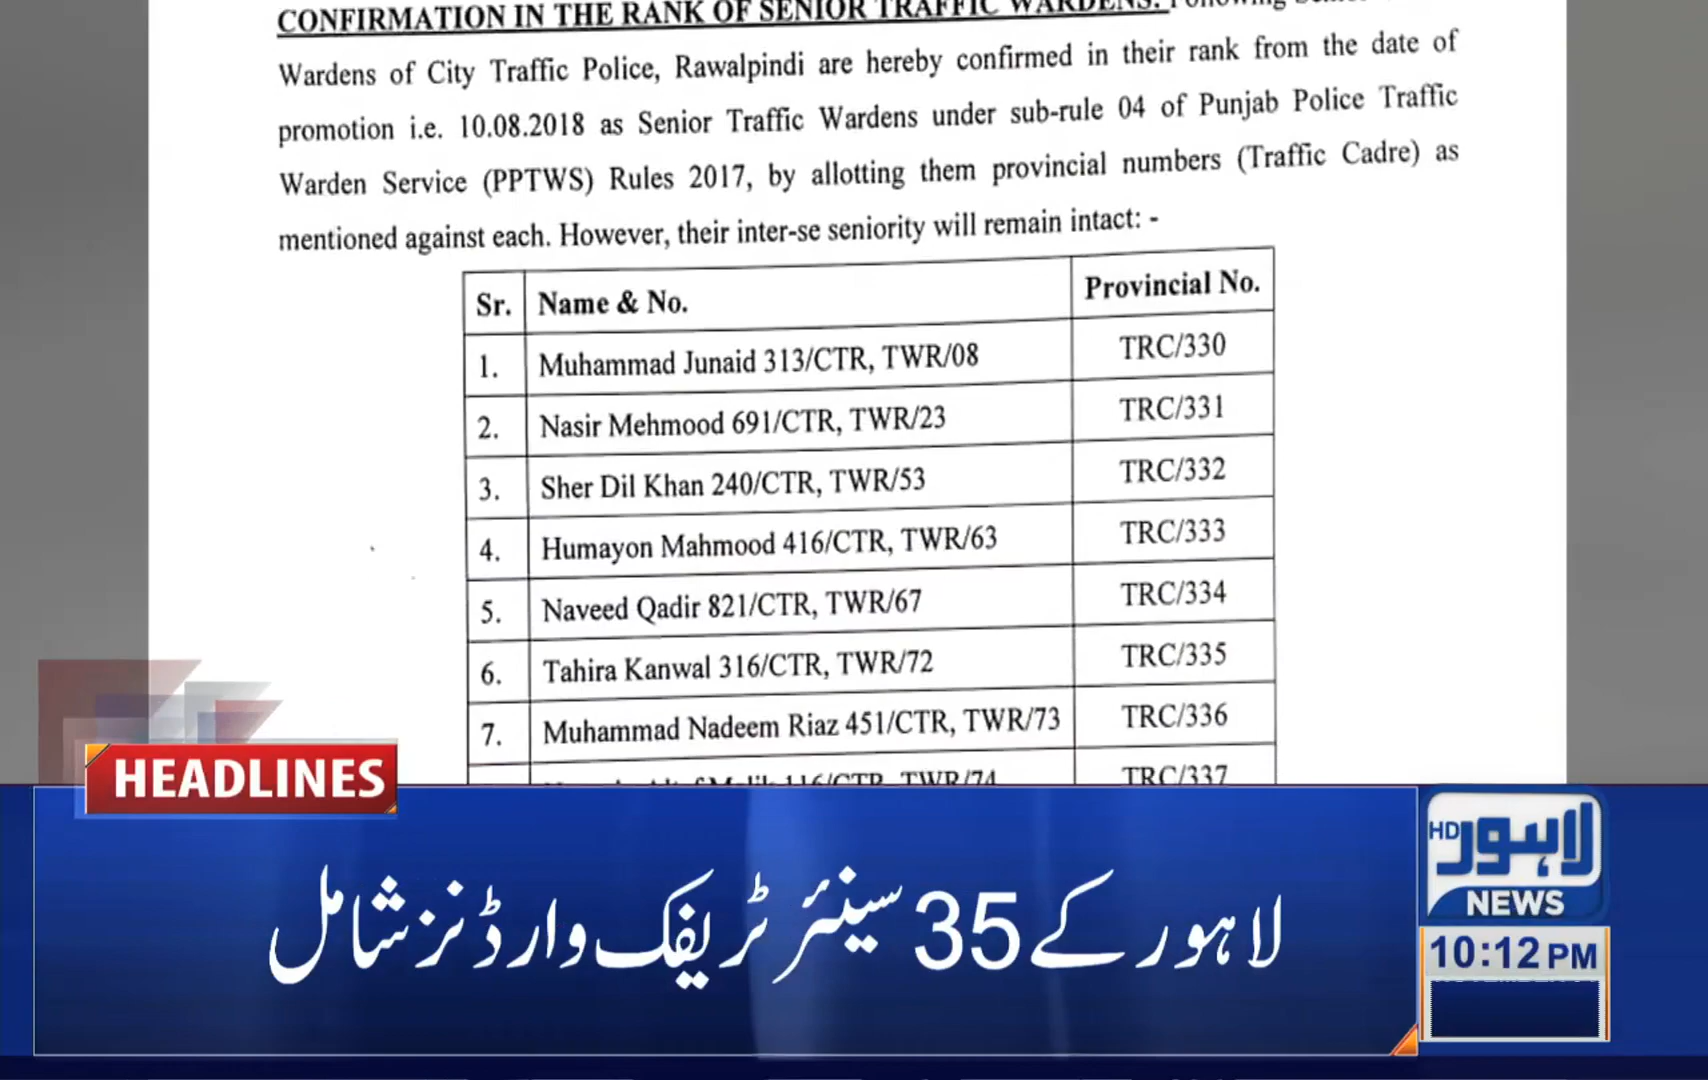 CONFIRMATION IN THE RANK OF SENIOR TRAFFIC WARDENS:
Wardens of City Traffic Police, Rawalpindi are hereby confirmed in their rank from the date of
promotion i.e. 10.08.2018 as Senior Traffic Wardens under sub-rule 04 of Punjab Police Traffic
Warden Service (PPTWS) Rules 2017, by allotting them provincial numbers (Traffic Cadre) as
mentioned against each. However, their inter-se seniority will remain intact: -
Sr. Name & No. Provincial No.
1. Muhammad Junaid 313/CTR, TWR/08 TRC/330
2. Nasir Mehmood 691/CTR, TWR/23 TRC/331
3. Sher Dil Khan 240/CTR, TWR/53 TRC/332
4. Humayon Mahmood 416/CTR, TWR/63 TRC/333
5. Naveed Qadir 821/CTR, TWR/67 TRC/334
6. Tahira Kanwal 316/CTR, TWR/72 TRC/335
7. Muhammad Nadeem Riaz 451/CTR, TWR/73 TRC/336
116/CTR, TWR/74 TRC/337
HEADLINES
لاہور کے 35 سینئر ٹریفک وارڈنز شامل
لاہور HD
NEWS
10:12 PM